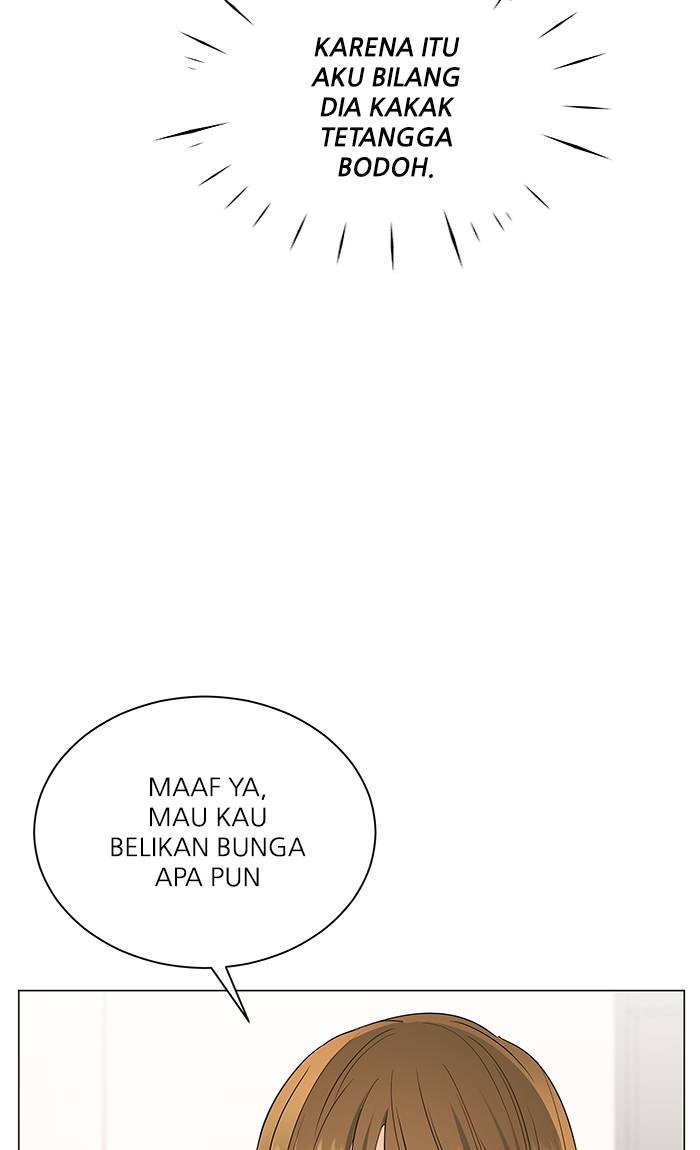 KARENA ITU
AKU BILANG
DIA KAKAK
TETANGGA
BODOH.
MAAF YA,
MAU KAU
BELIKAN BUNGA
APA PUN